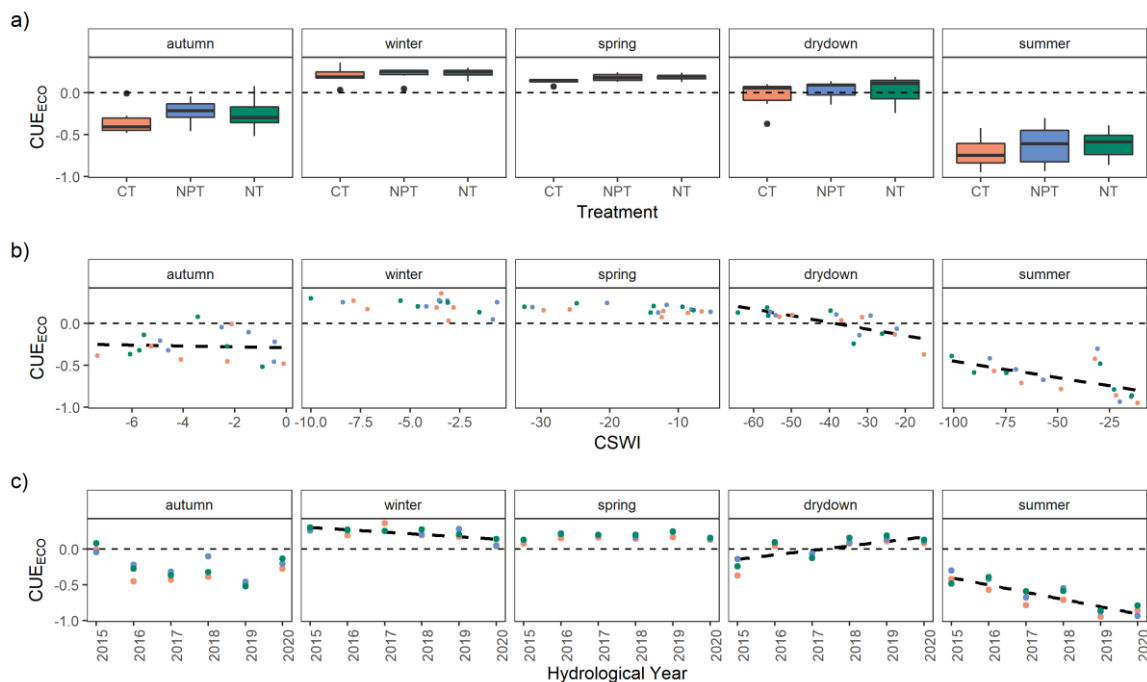 a)
autumn winter spring drydown summer
CUEECO
0.0
-0.5
-1.0
CT NPT NT CT NPT NT CT NPT NT CT NPT NT CT NPT NT
Treatment
b)
autumn winter spring drydown summer
CUEECO
0.0
-0.5
-1.0
-6 -4 -2 0 -10.0 -7.5 -5.0 -2.5 -30 -20 -10 -60 -50 -40 -30 -20 -100 -75 -50 -25
CSWI
c)
autumn winter spring drydown summer
CUEECO
0.0
-0.5
-1.0
2015 2016 2017 2018 2019 2020 2015 2016 2017 2018 2019 2020 2015 2016 2017 2018 2019 2020 2015 2016 2017 2018 2019 2020 2015 2016 2017 2018 2019 2020
Hydrological Year